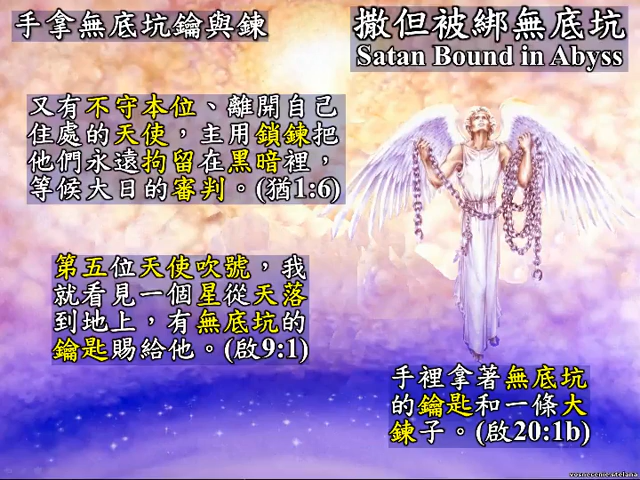 手拿無底坑鑰與鍊
撒但被綁無底坑
Satan Bound in Abyss
又有不守本位、離開自己
住處的天使，主用鎖鍊把
他們永遠拘留在黑暗裡，
等候大日的審判。(猶1:6)
第五位天使吹號，我
就看見一個星從天落
到地上，有無底坑的
鑰匙賜給他。(啟9:1)
手裡拿著無底坑
的鑰匙和一條大
鍊子。(啟20:1b)